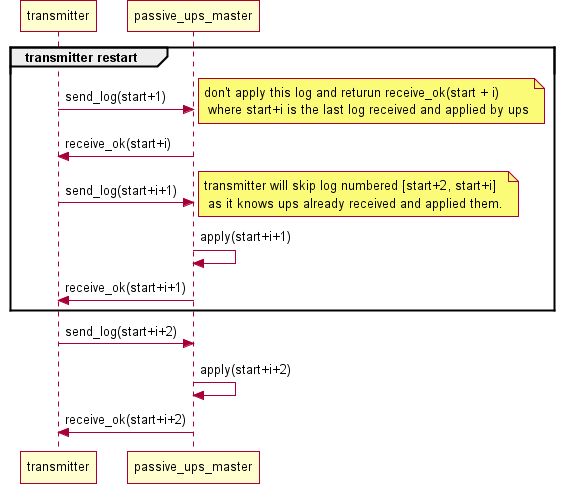 transmitter
passive_ups_master
transmitter restart
send_log(start+1)
don't apply this log and returun receive_ok(start + i)
where start+i is the last log received and applied by ups
receive_ok(start+i)
send_log(start+i+1)
transmitter will skip log numbered [start+2, start+i]
as it knows ups already received and applied them.
apply(start+i+1)
receive_ok(start+i+1)
send_log(start+i+2)
apply(start+i+2)
receive_ok(start+i+2)
transmitter
passive_ups_master